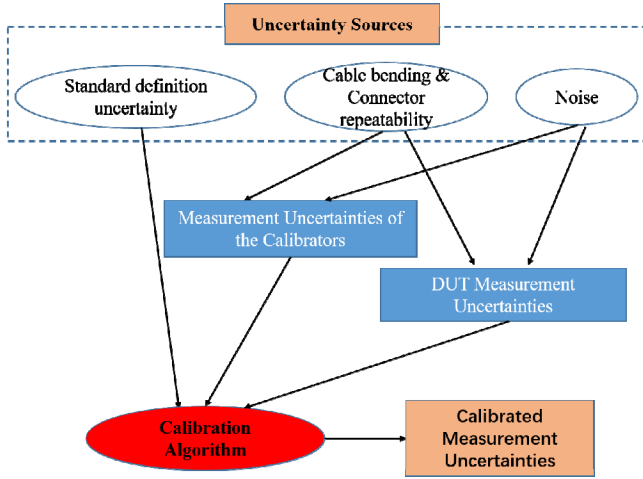 Uncertainty Sources
Standard definition
uncertainty
Cable bending &
Connector
repeatability
Noise
Measurement Uncertainties of
the Calibrators
DUT Measurement
Uncertainties
Calibration
Algorithm
Calibrated
Measurement
Uncertainties